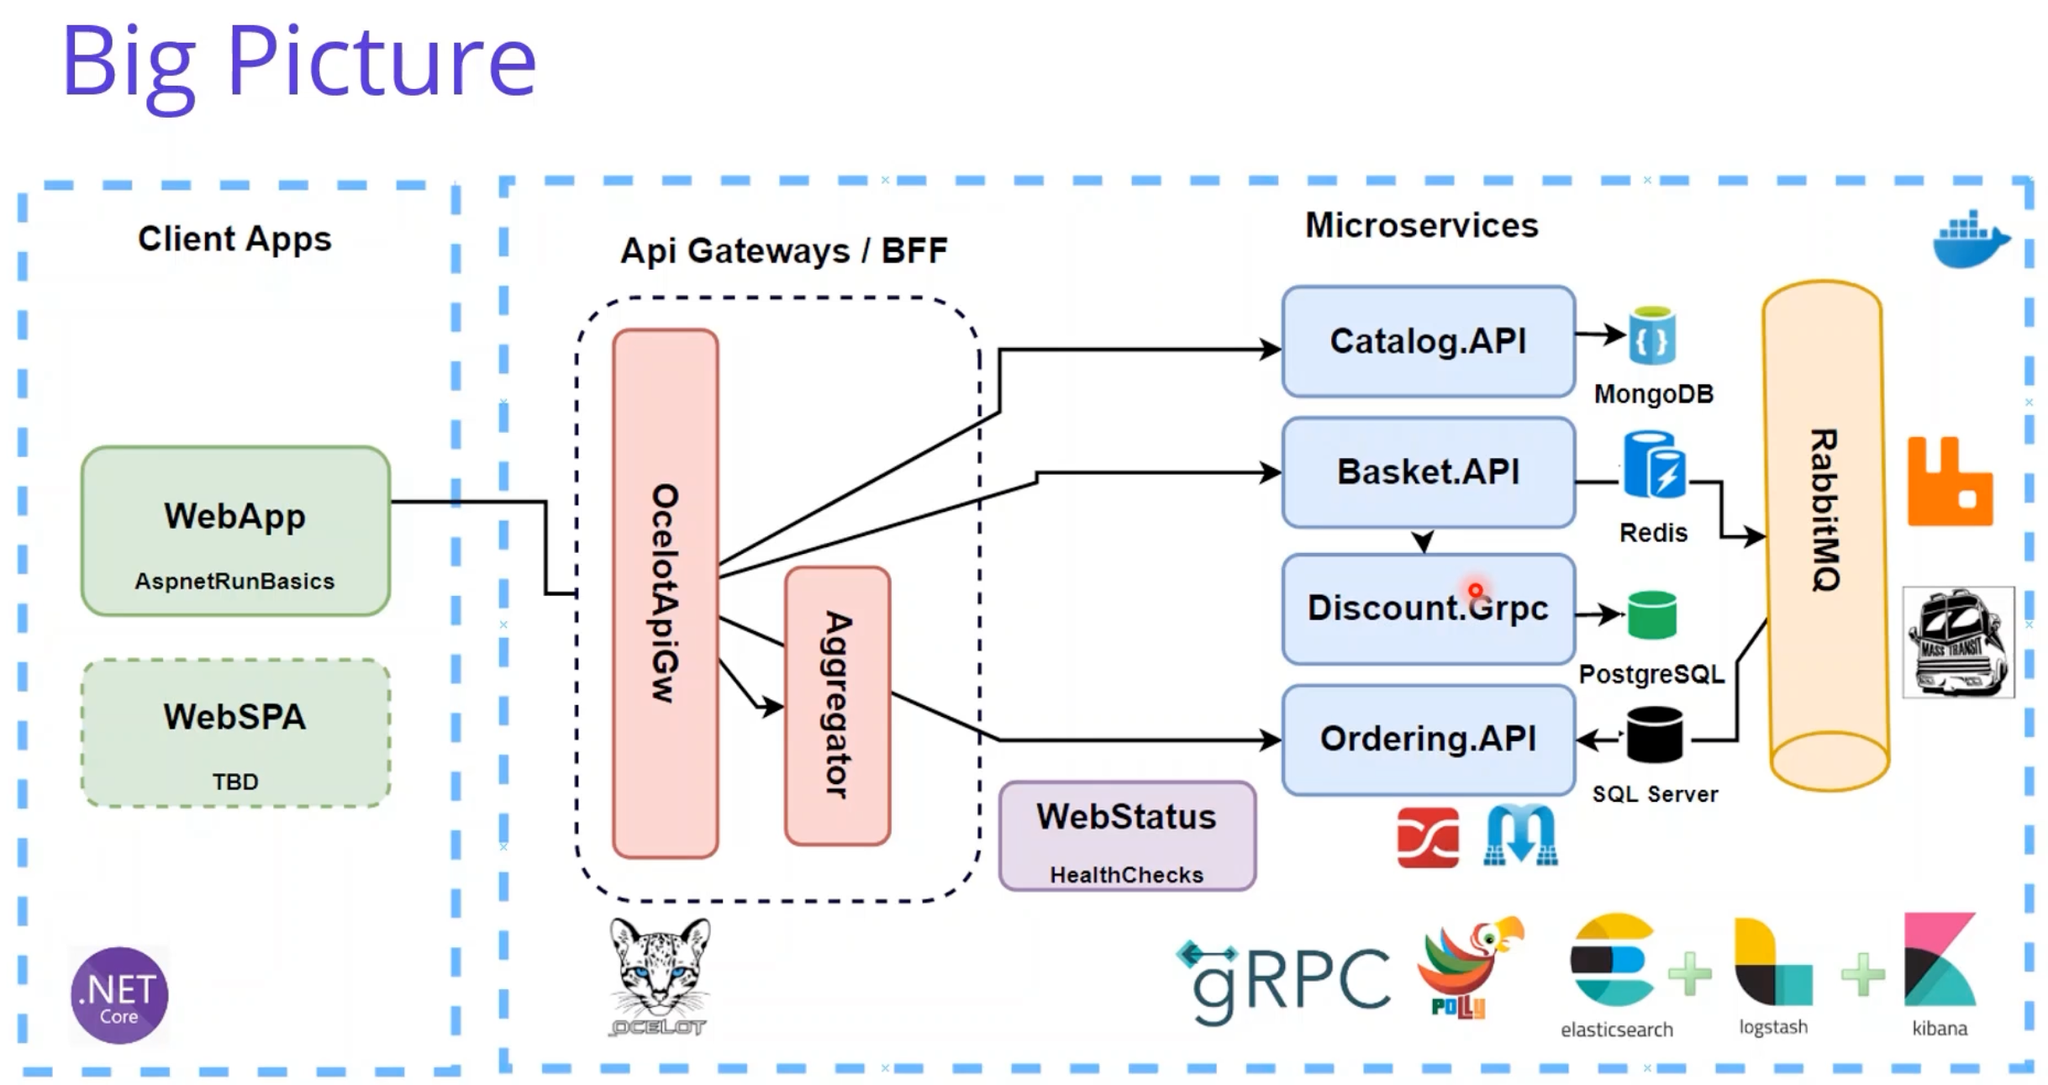 Big Picture
Client Apps
WebApp
AspnetRunBasics
WebSPA
TBD
.NET
Core
Api Gateways / BFF
OcelotApiGw
Aggregator
OCELOT
Microservices
Catalog.API
MongoDB
Basket.API
Redis
Discount.Grpc
PostgreSQL
Ordering.API
SQL Server
WebStatus
HealthChecks
RabbitMQ
MASS TRANSIT
gRPC
POLLY
elasticsearch
logstash
kibana